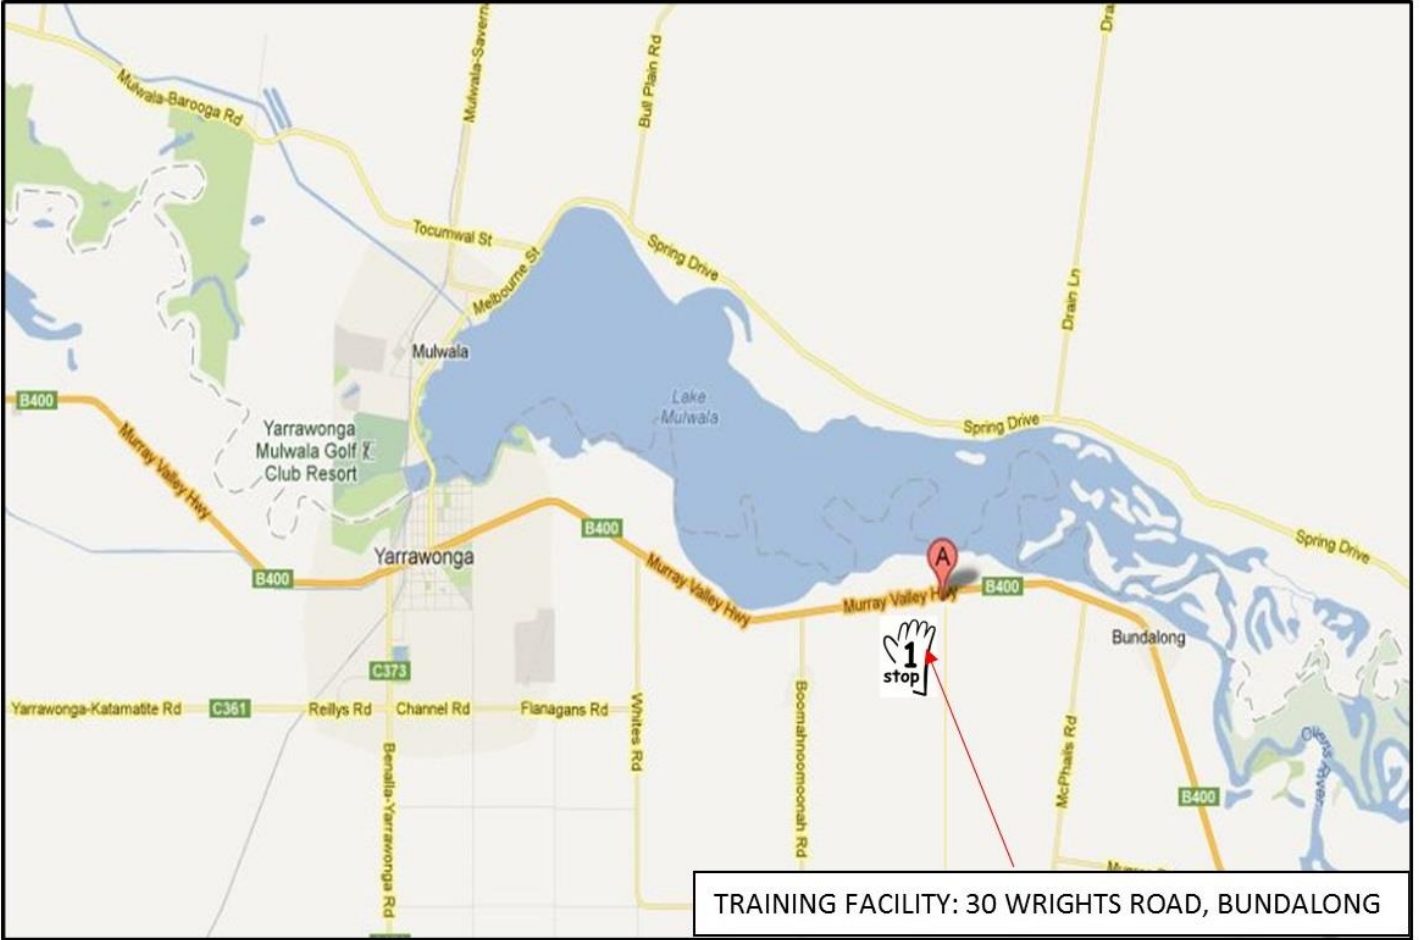 Mulwala-Savern
Bull Plain Rd
Dra
Mulwala-Barooga Rd
Tocumwal St
Spring Drive
Melbourne St
Drain Ln
Mulwala
Lake
Mulwala
B400
Yarrawonga
Mulwala Golf
Club Resort
Spring Drive
Murray Valley Hwy
B400
Spring Drive
Yarrawonga
A
B400
Murray Valley Hwy
B400
Murray Valley Hwy
Bundalong
1
stop
C373
Yarrawonga-Katamatite Rd
C361
Reillys Rd
Channel Rd
Flanagans Rd
Whites Rd
Boomahnoomoonah Rd
McPhails Rd
Ovens River
Benalla-Yarrawonga Rd
B400
TRAINING FACILITY: 30 WRIGHTS ROAD, BUNDALONG